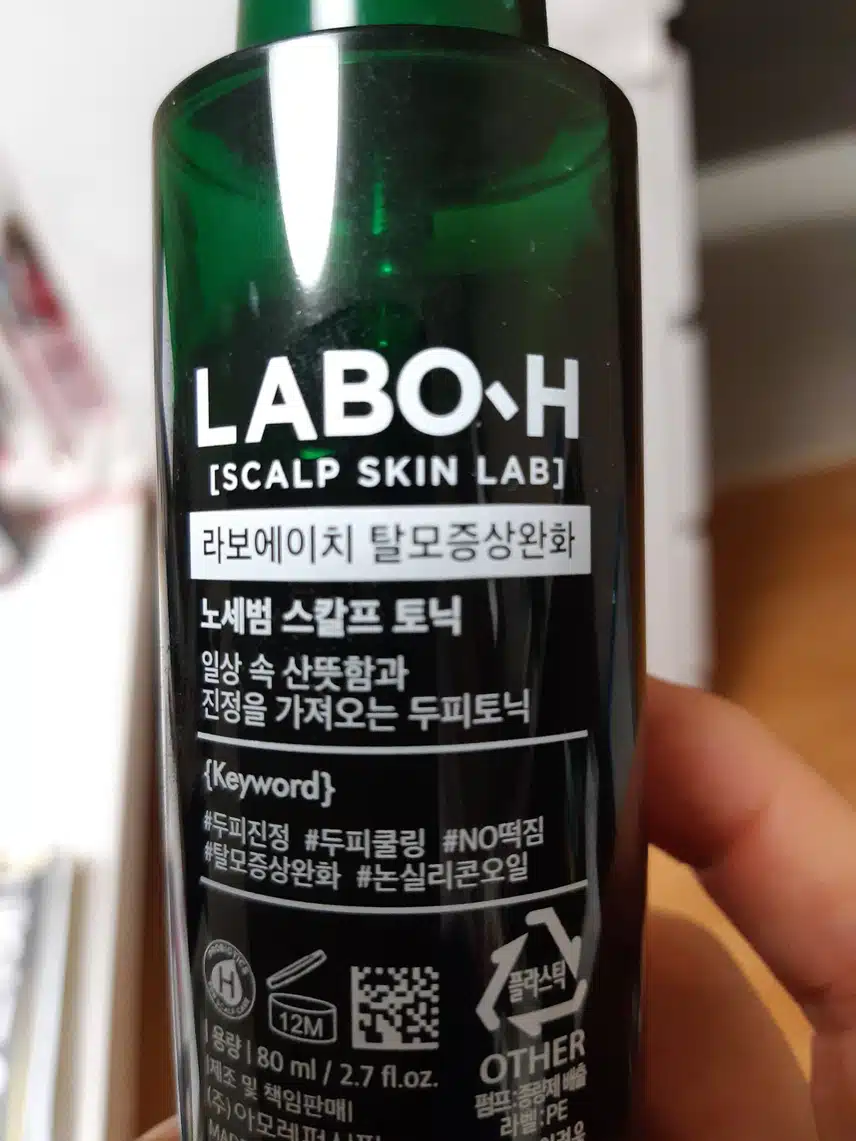 LABO-H
[SCALP SKIN LAB]
라보에이치 탈모증상완화
노세범 스칼프 토닉
일상 속 산뜻함과
진정을 가져오는 두피토닉
{Keyword}
#두피진정 #두피쿨링 #NO떡짐
#탈모증상완화 #논실리콘오일
PROBIOTICS
H
12M
플라스틱
OTHER
펌프:종량제 배출
라벨:PE
|용량| 80 ml / 2.7 fl.oz.
|제조 및 책임판매|
(주)아모레퍼시픽